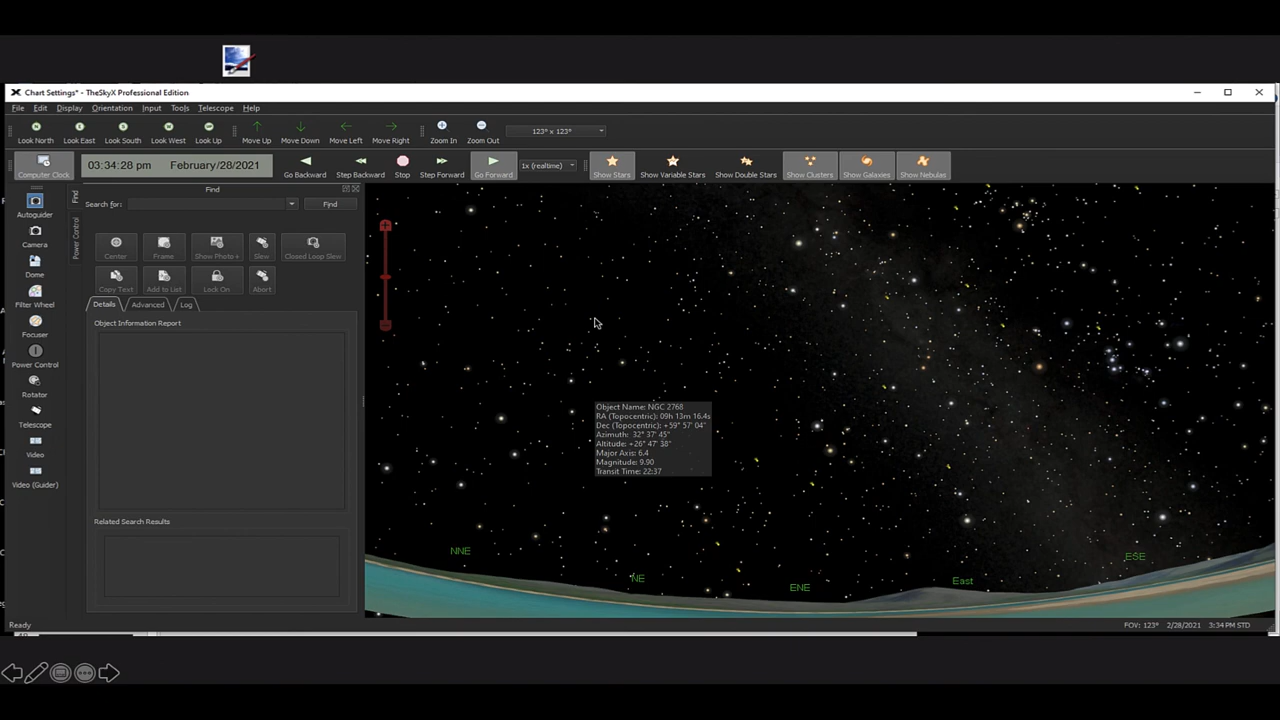 Chart Settings* - TheSkyX Professional Edition
File Edit Display Orientation Input Tools Telescope Help
Look North Look East Look South Look West Look Up Move Up Move Down Move Left Move Right Zoom In Zoom Out 123° x 123°
Computer Clock 03:34:28 pm February/28/2021 Go Backward Step Backward Stop Step Forward Go Forward 1x (realtime) Show Stars Show Variable Stars Show Double Stars Show Clusters Show Galaxies Show Nebulas
Autoguider
Camera
Dome
Filter Wheel
Focuser
Power Control
Rotator
Telescope
Video
Video (Guider)
Find
Power Control
Find
Search for: Find
Center Frame Show Photo+ Slew Closed Loop Slew
Copy Text Add to List Lock On Abort
Details Advanced Log
Object Information Report
Related Search Results
Object Name: NGC 2768
RA (Topocentric): 09h 13m 16.4s
Dec (Topocentric): +59° 57' 04"
Azimuth: 32° 37' 45"
Altitude: +26° 47' 38"
Major Axis: 6.4
Magnitude: 9.90
Transit Time: 22:37
NNE NE ENE East ESE
Ready FOV: 123° 2/28/2021 3:34 PM STD